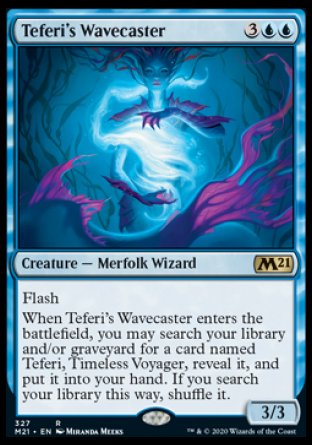 Teferi's Wavecaster 3
M21
Creature — Merfolk Wizard
Flash
When Teferi's Wavecaster enters the
battlefield, you may search your library
and/or graveyard for a card named
Teferi, Timeless Voyager, reveal it, and
put it into your hand. If you search
your library this way, shuffle it.
3/3
327 R
M21 • EN Miranda Meeks ™ & © 2020 Wizards of the Coast